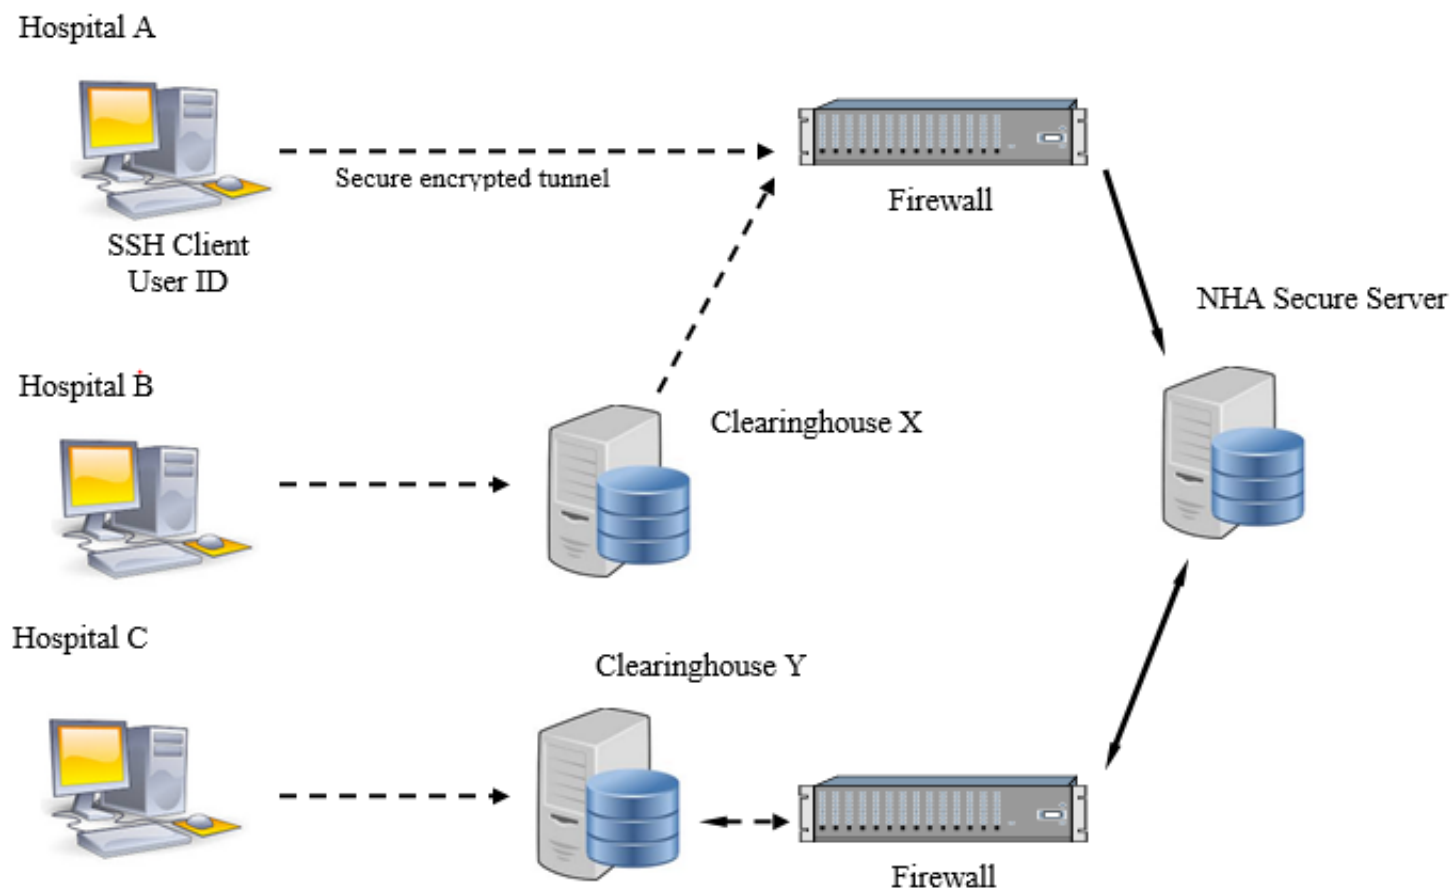 Hospital A
Secure encrypted tunnel
Firewall
SSH Client
User ID
NHA Secure Server
Hospital B
Clearinghouse X
Hospital C
Clearinghouse Y
Firewall